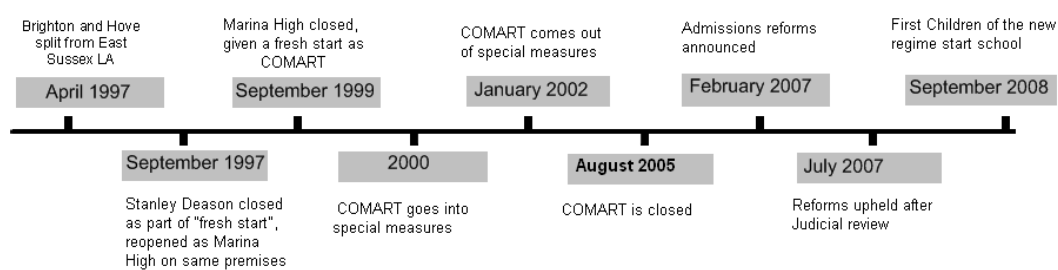 Brighton and Hove
split from East
Sussex LA
April 1997
September 1997
Stanley Deason closed
as part of "fresh start",
reopened as Marina
High on same premises
Marina High closed,
given a fresh start as
COMART
September 1999
2000
COMART goes into
special measures
COMART comes out
of special measures
January 2002
August 2005
COMART is closed
Admissions reforms
announced
February 2007
July 2007
Reforms upheld after
Judicial review
First Children of the new
regime start school
September 2008